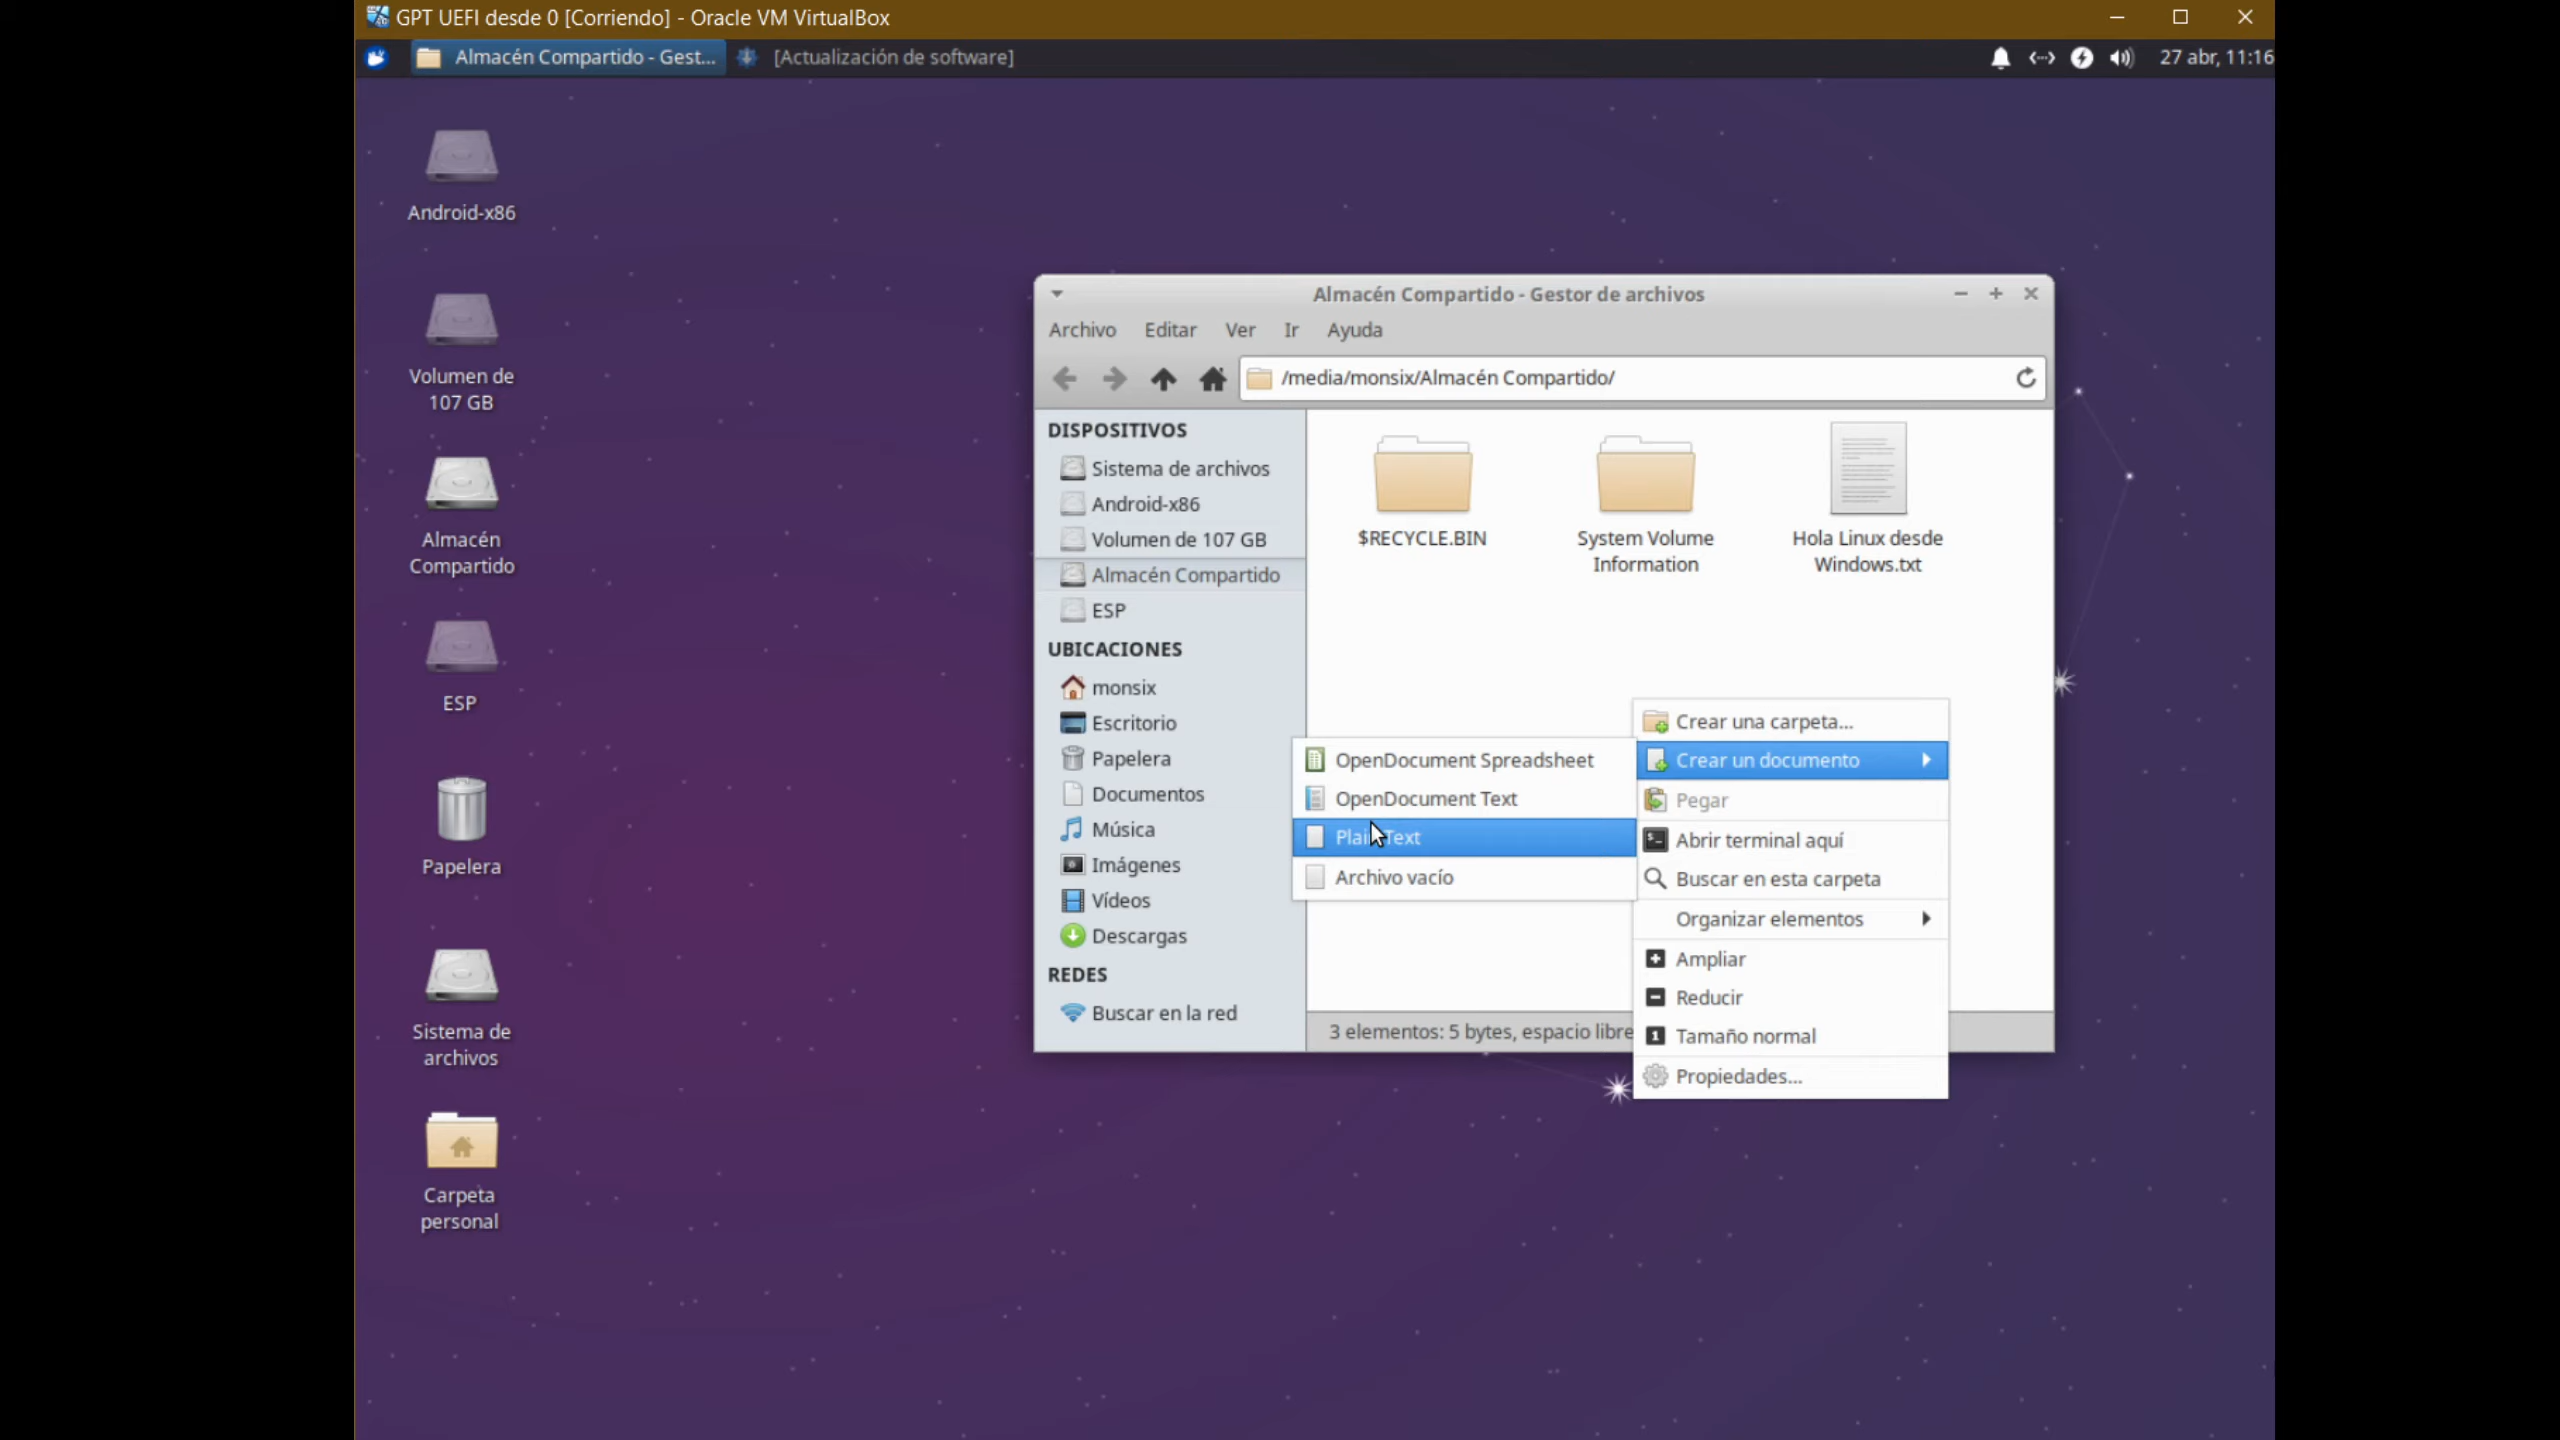 GPT UEFI desde 0 [Corriendo] - Oracle VM VirtualBox
Almacén Compartido - Gest...
[Actualización de software]
27 abr, 11:16
Android-x86
Volumen de
107 GB
Almacén
Compartido
ESP
Papelera
Sistema de
archivos
Carpeta
personal
Almacén Compartido - Gestor de archivos
Archivo Editar Ver Ir Ayuda
/media/monsix/Almacén Compartido/
DISPOSITIVOS
Sistema de archivos
Android-x86
Volumen de 107 GB
Almacén Compartido
ESP
UBICACIONES
monsix
Escritorio
Papelera
Documentos
Música
Imágenes
Vídeos
Descargas
REDES
Buscar en la red
$RECYCLE.BIN
System Volume
Information
Hola Linux desde
Windows.txt
3 elementos: 5 bytes, espacio libre
OpenDocument Spreadsheet
OpenDocument Text
Plain Text
Archivo vacío
Crear una carpeta...
Crear un documento
Pegar
Abrir terminal aquí
Buscar en esta carpeta
Organizar elementos
Ampliar
Reducir
Tamaño normal
Propiedades...